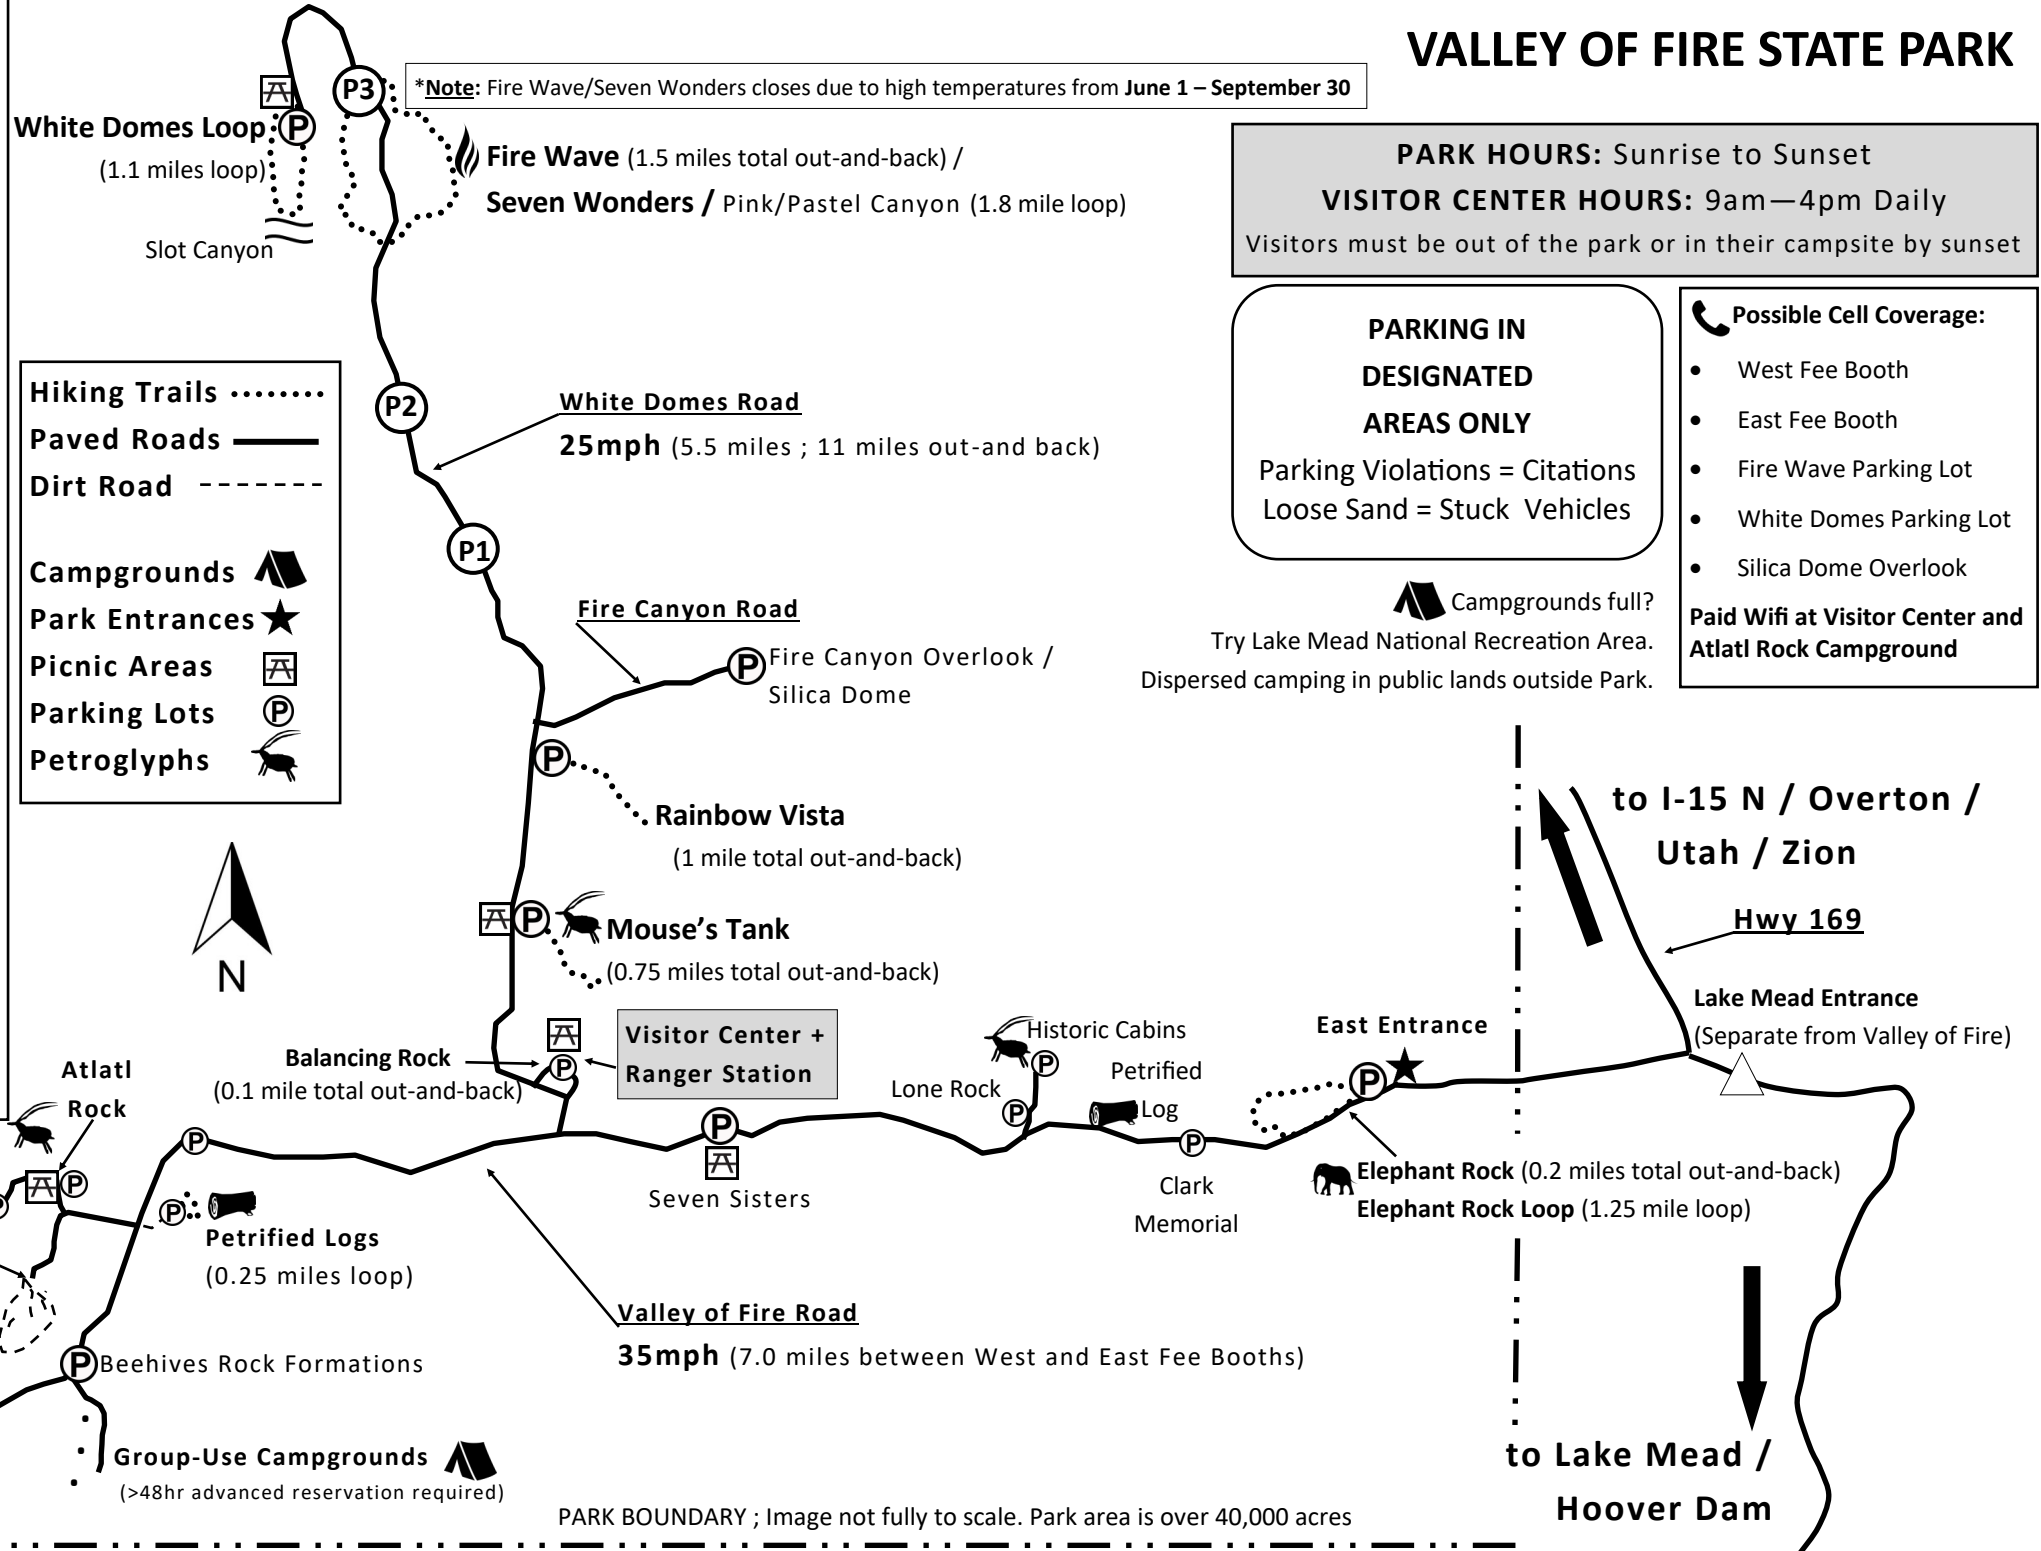 VALLEY OF FIRE STATE PARK
P3
*Note: Fire Wave/Seven Wonders closes due to high temperatures from June 1 – September 30
White Domes Loop
P
(1.1 miles loop)
Slot Canyon
Fire Wave (1.5 miles total out-and-back) /
Seven Wonders / Pink/Pastel Canyon (1.8 mile loop)
PARK HOURS: Sunrise to Sunset
VISITOR CENTER HOURS: 9am—4pm Daily
Visitors must be out of the park or in their campsite by sunset
PARKING IN
DESIGNATED
AREAS ONLY
Parking Violations = Citations
Loose Sand = Stuck Vehicles
Possible Cell Coverage:
• West Fee Booth
• East Fee Booth
• Fire Wave Parking Lot
• White Domes Parking Lot
• Silica Dome Overlook
Paid Wifi at Visitor Center and
Atlatl Rock Campground
Hiking Trails
Paved Roads
Dirt Road
Campgrounds
Park Entrances
Picnic Areas
Parking Lots P
Petroglyphs
P2
White Domes Road
25mph (5.5 miles ; 11 miles out-and back)
P1
Fire Canyon Road
P
Fire Canyon Overlook /
Silica Dome
Campgrounds full?
Try Lake Mead National Recreation Area.
Dispersed camping in public lands outside Park.
P
Rainbow Vista
(1 mile total out-and-back)
N
P
Mouse's Tank
(0.75 miles total out-and-back)
to I-15 N / Overton /
Utah / Zion
Hwy 169
Lake Mead Entrance
(Separate from Valley of Fire)
Visitor Center +
Ranger Station
Balancing Rock
P
(0.1 mile total out-and-back)
Historic Cabins
P
Lone Rock
P
Petrified
Log
East Entrance
P
Atlatl
Rock
P
P
P
P
Petrified Logs
(0.25 miles loop)
P
Seven Sisters
P
Clark
Memorial
Elephant Rock (0.2 miles total out-and-back)
Elephant Rock Loop (1.25 mile loop)
Valley of Fire Road
35mph (7.0 miles between West and East Fee Booths)
P
Beehives Rock Formations
Group-Use Campgrounds
(>48hr advanced reservation required)
to Lake Mead /
Hoover Dam
PARK BOUNDARY ; Image not fully to scale. Park area is over 40,000 acres